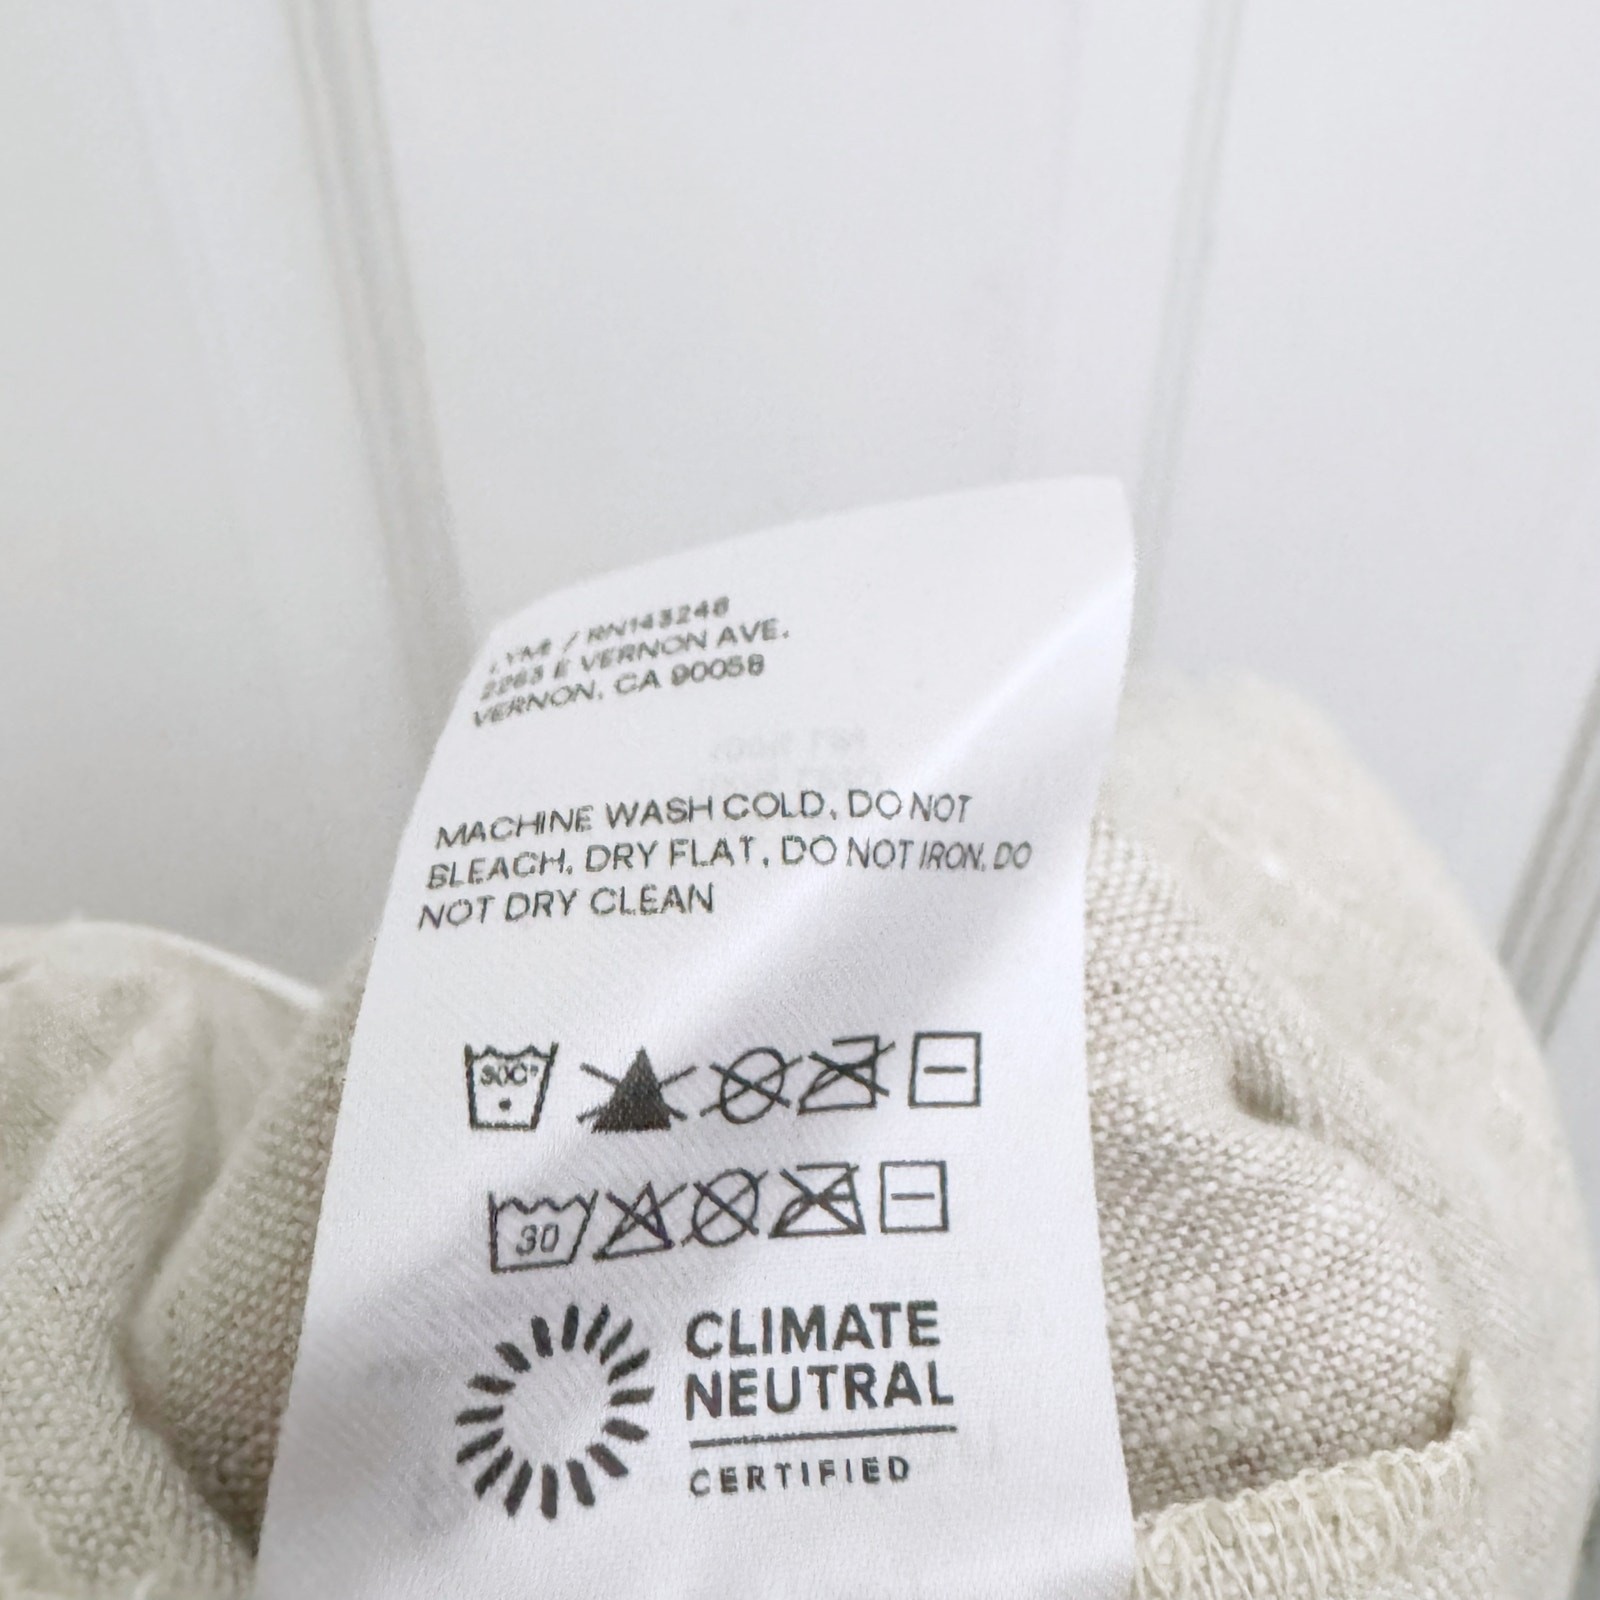 / RN143248
2263 E VERNON AVE.
VERNON, CA 90058
MACHINE WASH COLD, DO NOT
BLEACH, DRY FLAT, DO NOT IRON, DO
NOT DRY CLEAN
30C°
30
CLIMATE
NEUTRAL
CERTIFIED